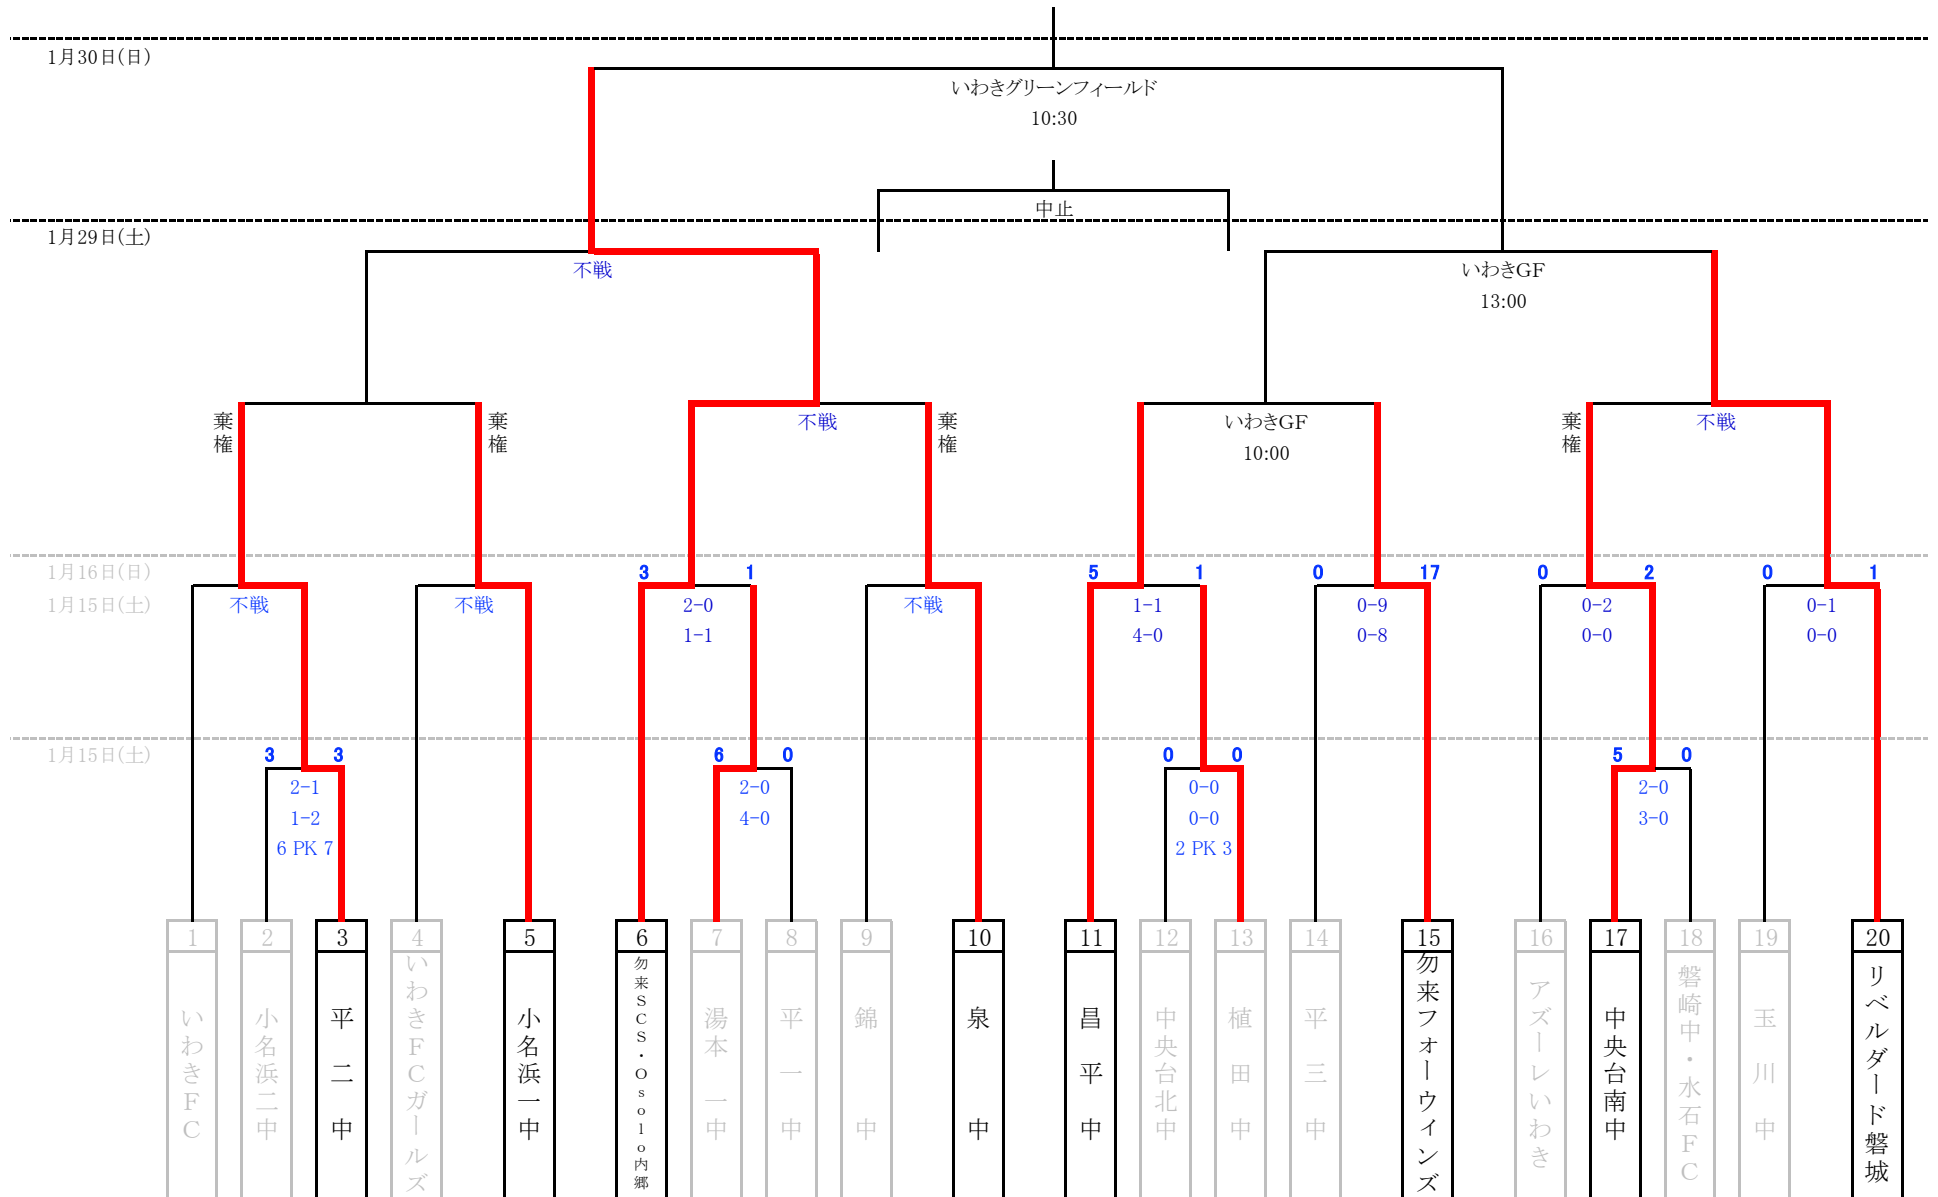 1月30日(日)
いわきグリーンフィールド
10:30
中止
1月29日(土)
不戦
いわきGF
13:00
棄権
棄権
不戦
棄権
いわきGF
10:00
棄権
不戦
1月16日(日)
3 1
5 1
0 17
0 2
0 1
1月15日(土)
不戦
不戦
2-0
1-1
不戦
1-1
4-0
0-9
0-8
0-2
0-0
0-1
0-0
1月15日(土)
3 3
2-1
1-2
6 PK 7
6 0
2-0
4-0
0 0
0-0
0-0
2 PK 3
5 0
2-0
3-0
1
いわきFC
2
小名浜二中
3
平二中
4
いわきFCガールズ
5
小名浜一中
6
勿来SCS・Osolo内郷
7
湯本一中
8
平一中
9
錦中
10
泉中
11
昌平中
12
中央台北中
13
植田中
14
平三中
15
勿来フォーウインズ
16
アズーレいわき
17
中央台南中
18
磐崎中・水石FC
19
玉川中
20
リベルダード磐城